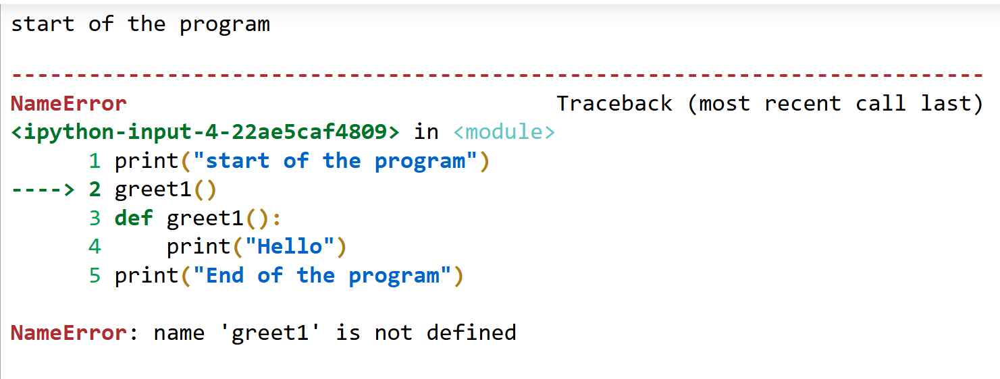 start of the program
---------------------------------------------------------------------------
NameError                                 Traceback (most recent call last)
<ipython-input-4-22ae5caf4809> in <module>
      1 print("start of the program")
----> 2 greet1()
      3 def greet1():
      4     print("Hello")
      5 print("End of the program")
NameError: name 'greet1' is not defined